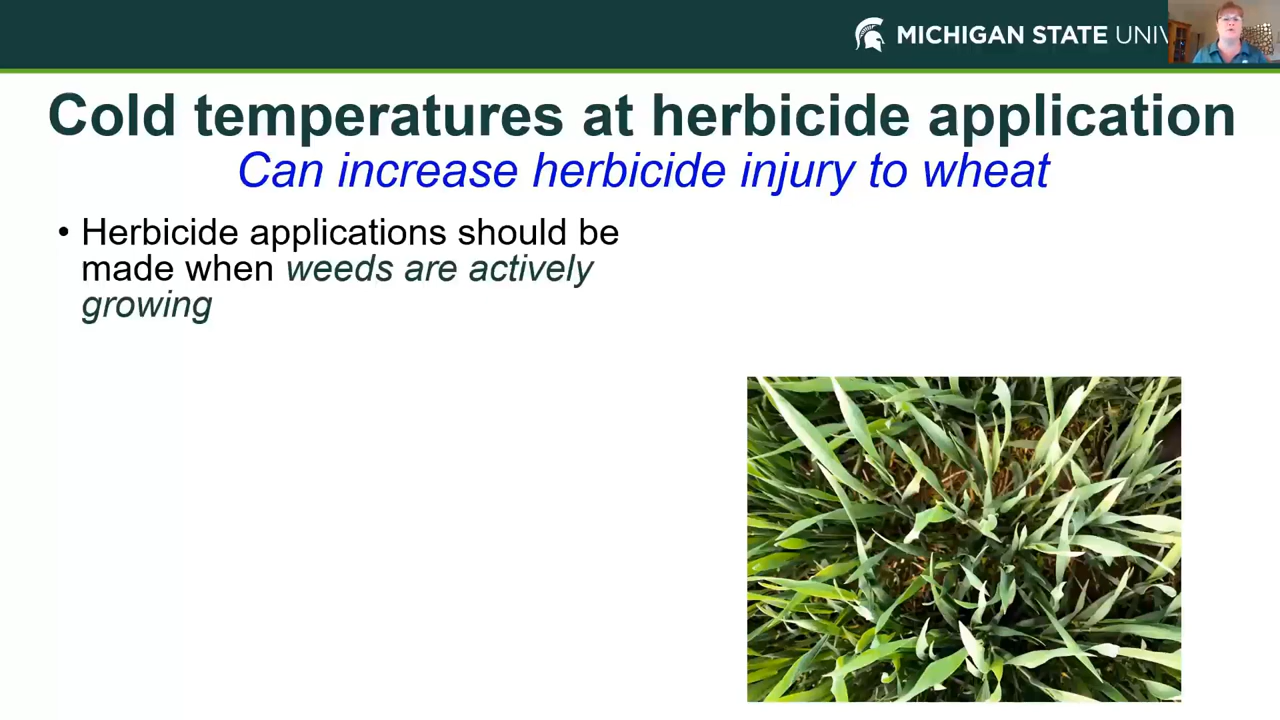 MICHIGAN STATE UNIV
Cold temperatures at herbicide application
Can increase herbicide injury to wheat
• Herbicide applications should be
made when weeds are actively
growing